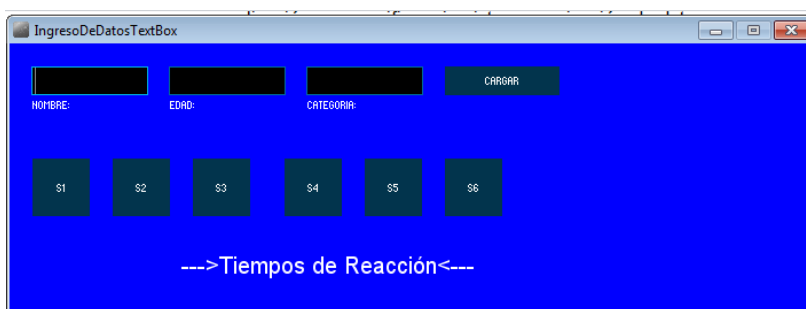 IngresoDeDatosTextBox
CARGAR
NOMBRE: EDAD: CATEGORIA:
S1 S2 S3 S4 S5 S6
--->Tiempos de Reacción<---